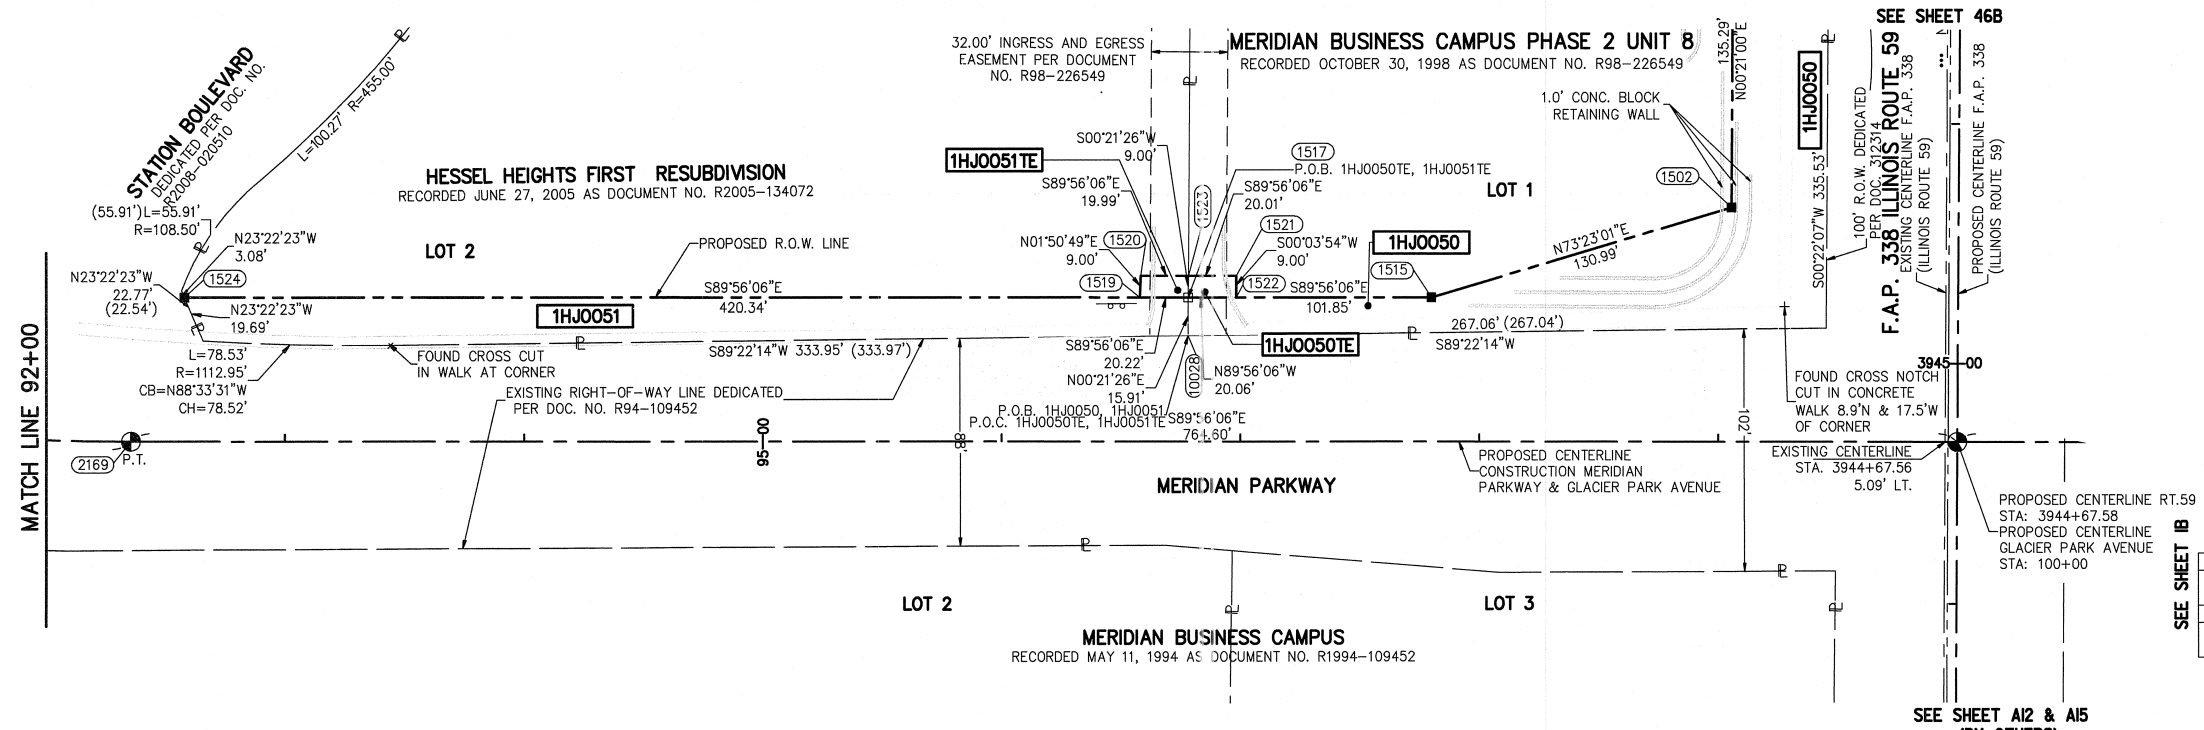 SEE SHEET 46B
STATION BOULEVARD
DEDICATED PER DOC. NO.
R2008-020510
L=100.27' R=455.00'
32.00' INGRESS AND EGRESS
EASEMENT PER DOCUMENT
NO. R98-226549
MERIDIAN BUSINESS CAMPUS PHASE 2 UNIT 8
RECORDED OCTOBER 30, 1998 AS DOCUMENT NO. R98-226549
135.29'
N00°21'00"E
1HJ0050
1.0' CONC. BLOCK
RETAINING WALL
100' R.O.W. DEDICATED
PER DOC. 312314
S00°22'07"W 335.53'
F.A.P. 338 ILLINOIS ROUTE 59
EXISTING CENTERLINE F.A.P. 338
(ILLINOIS ROUTE 59)
PROPOSED CENTERLINE F.A.P. 338
(ILLINOIS ROUTE 59)
HESSEL HEIGHTS FIRST RESUBDIVISION
RECORDED JUNE 27, 2005 AS DOCUMENT NO. R2005-134072
(55.91') L=55.91'
R=108.50'
LOT 2
N23°22'23"W
3.08'
1524
N23°22'23"W
22.77'
(22.54')
N23°22'23"W
19.69'
PROPOSED R.O.W. LINE
S89°56'06"E
420.34'
1HJ0051
1HJ0051TE
S00°21'26"W
9.00'
S89°56'06"E
19.99'
1517
P.O.B. 1HJ0050TE, 1HJ0051TE
S89°56'06"E
20.01'
1523
N01°50'49"E
9.00'
1520
1519
1521
S00°03'54"W
9.00'
1522
S89°56'06"E
101.85'
1HJ0050
1515
LOT 1
1502
N73°23'01"E
130.99'
L=78.53'
R=1112.95'
CB=N88°33'31"W
CH=78.52'
FOUND CROSS CUT
IN WALK AT CORNER
S89°22'14"W 333.95' (333.97')
S89°56'06"E
20.22'
N00°21'26"E
15.91'
1HJ0050TE
10028
N89°56'06"W
20.06'
267.06' (267.04')
S89°22'14"W
EXISTING RIGHT-OF-WAY LINE DEDICATED
PER DOC. NO. R94-109452
P.O.B. 1HJ0050, 1HJ0051
P.O.C. 1HJ0050TE, 1HJ0051TE
S89°56'06"E
764.60'
3945+00
FOUND CROSS NOTCH
CUT IN CONCRETE
WALK 8.9'N & 17.5'W
OF CORNER
MATCH LINE 92+00
2169
P.T.
95+00
88'
102'
MERIDIAN PARKWAY
PROPOSED CENTERLINE
CONSTRUCTION MERIDIAN
PARKWAY & GLACIER PARK AVENUE
EXISTING CENTERLINE
STA. 3944+67.56
5.09' LT.
PROPOSED CENTERLINE RT.59
STA: 3944+67.58
PROPOSED CENTERLINE
GLACIER PARK AVENUE
STA: 100+00
SEE SHEET 1B
LOT 2
LOT 3
MERIDIAN BUSINESS CAMPUS
RECORDED MAY 11, 1994 AS DOCUMENT NO. R1994-109452
SEE SHEET A12 & A15